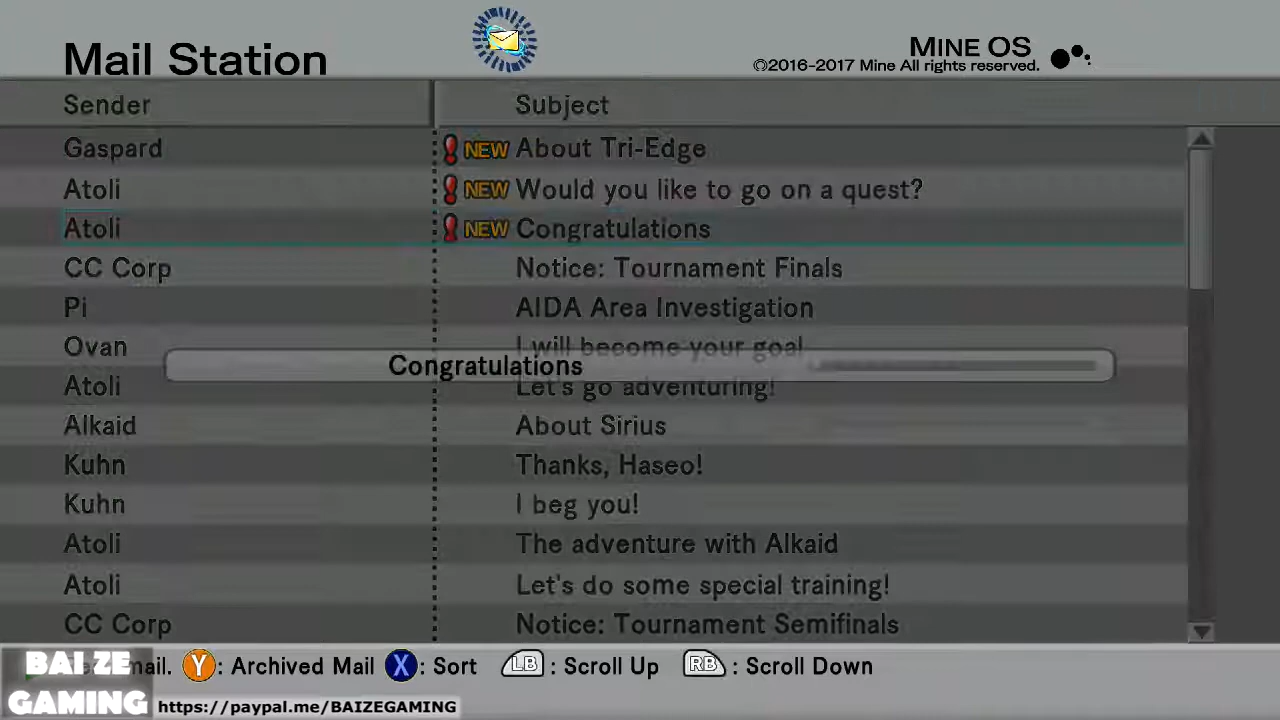 Mail Station
MINE OS
©2016-2017 Mine All rights reserved.
Sender Subject
Gaspard NEW About Tri-Edge
Atoli NEW Would you like to go on a quest?
Atoli NEW Congratulations
CC Corp Notice: Tournament Finals
Pi AIDA Area Investigation
Ovan I will become your goal
Congratulations
Atoli Let's go adventuring!
Alkaid About Sirius
Kuhn Thanks, Haseo!
Kuhn I beg you!
Atoli The adventure with Alkaid
Atoli Let's do some special training!
CC Corp Notice: Tournament Semifinals
mail. Y: Archived Mail X: Sort LB: Scroll Up RB: Scroll Down
BAI ZE
GAMING
https://paypal.me/BAIZEGAMING